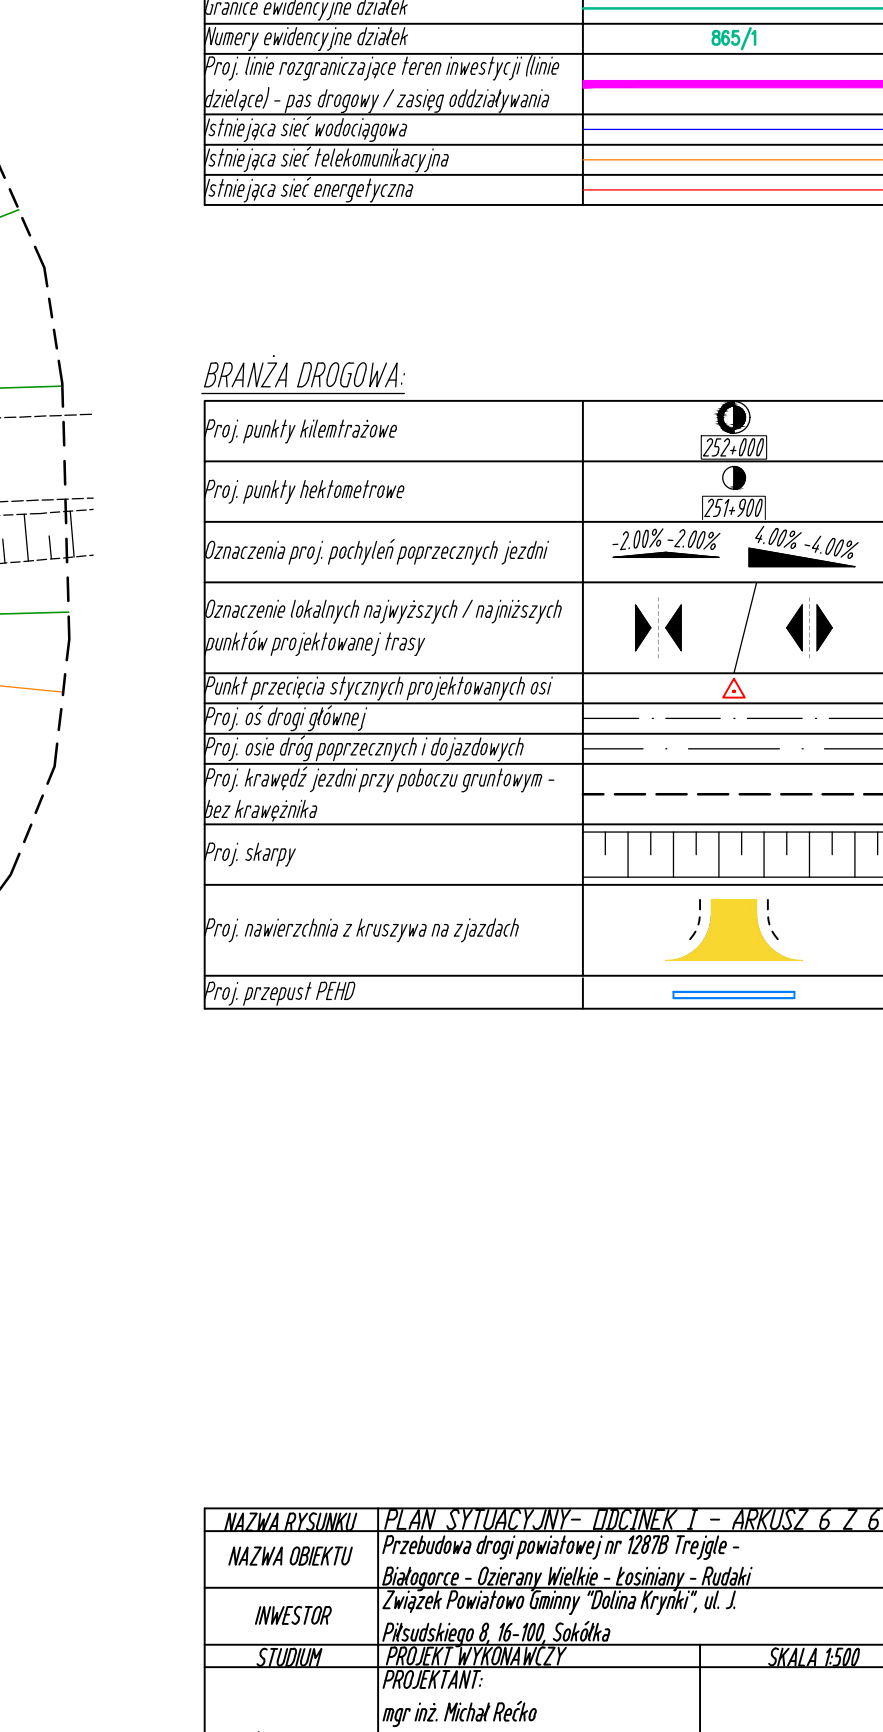 Granice ewidencyjne działek
Numery ewidencyjne działek
865/1
Proj. linie rozgraniczające teren inwestycji (linie
dzielące) - pas drogowy / zasięg oddziaływania
Istniejąca sieć wodociągowa
Istniejąca sieć telekomunikacyjna
Istniejąca sieć energetyczna
BRANŻA DROGOWA:
Proj. punkty kilemtrażowe
252+000
Proj. punkty hektometrowe
251+900
Oznaczenia proj. pochyleń poprzecznych jezdni
-2.00% -2.00% 4.00% -4.00%
Oznaczenie lokalnych najwyższych / najniższych
punktów projektowanej trasy
Punkt przecięcia stycznych projektowanych osi
Proj. oś drogi głównej
Proj. osie dróg poprzecznych i dojazdowych
Proj. krawędź jezdni przy poboczu gruntowym -
bez krawężnika
Proj. skarpy
Proj. nawierzchnia z kruszywa na zjazdach
Proj. przepust PEHD
NAZWA RYSUNKU PLAN SYTUACYJNY- ODCINEK I - ARKUSZ 6 Z 6
NAZWA OBIEKTU
Przebudowa drogi powiatowej nr 1287B Trejgle -
Białogorce - Ozierany Wielkie - Łosiniany - Rudaki
INWESTOR
Związek Powiatowo Gminny "Dolina Krynki", ul. J.
Piłsudskiego 8, 16-100, Sokółka
STUDIUM PROJEKT WYKONAWCZY SKALA 1:500
PROJEKTANT:
mgr inż. Michał Rećko